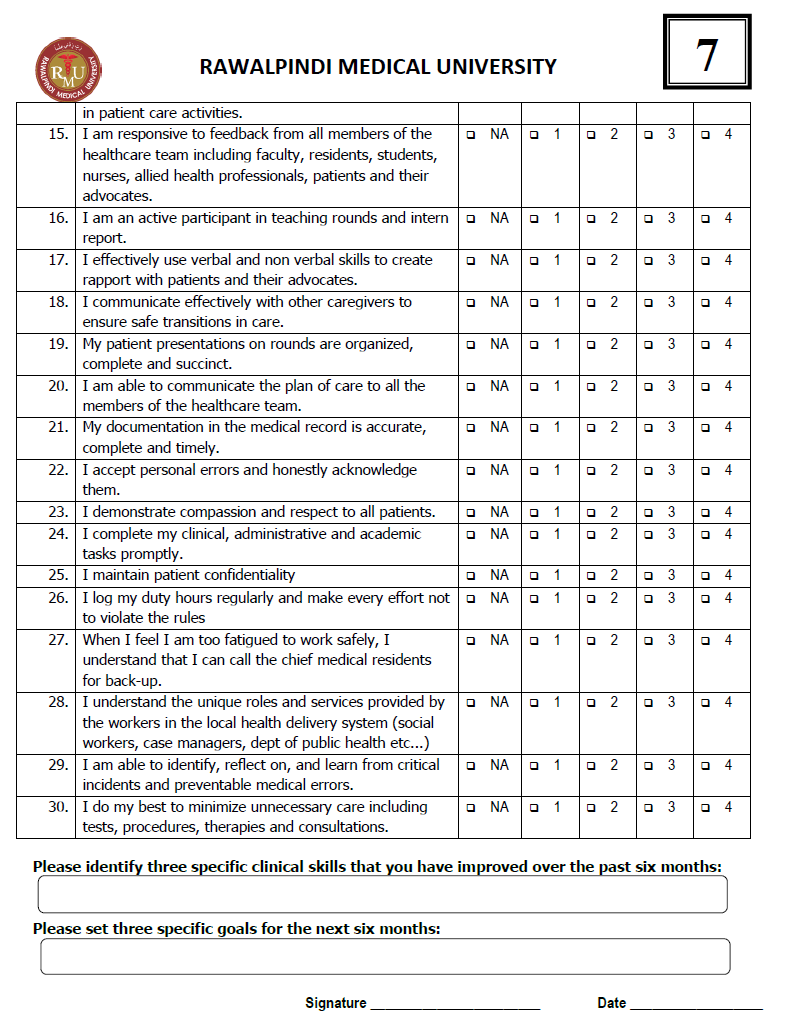 RAWALPINDI MEDICAL UNIVERSITY
7
RAWALPINDI MEDICAL UNIVERSITY
RMU
in patient care activities.
15. I am responsive to feedback from all members of the ❑ NA ❑ 1 ❑ 2 ❑ 3 ❑ 4
healthcare team including faculty, residents, students,
nurses, allied health professionals, patients and their
advocates.
16. I am an active participant in teaching rounds and intern ❑ NA ❑ 1 ❑ 2 ❑ 3 ❑ 4
report.
17. I effectively use verbal and non verbal skills to create ❑ NA ❑ 1 ❑ 2 ❑ 3 ❑ 4
rapport with patients and their advocates.
18. I communicate effectively with other caregivers to ❑ NA ❑ 1 ❑ 2 ❑ 3 ❑ 4
ensure safe transitions in care.
19. My patient presentations on rounds are organized, ❑ NA ❑ 1 ❑ 2 ❑ 3 ❑ 4
complete and succinct.
20. I am able to communicate the plan of care to all the ❑ NA ❑ 1 ❑ 2 ❑ 3 ❑ 4
members of the healthcare team.
21. My documentation in the medical record is accurate, ❑ NA ❑ 1 ❑ 2 ❑ 3 ❑ 4
complete and timely.
22. I accept personal errors and honestly acknowledge ❑ NA ❑ 1 ❑ 2 ❑ 3 ❑ 4
them.
23. I demonstrate compassion and respect to all patients. ❑ NA ❑ 1 ❑ 2 ❑ 3 ❑ 4
24. I complete my clinical, administrative and academic ❑ NA ❑ 1 ❑ 2 ❑ 3 ❑ 4
tasks promptly.
25. I maintain patient confidentiality ❑ NA ❑ 1 ❑ 2 ❑ 3 ❑ 4
26. I log my duty hours regularly and make every effort not ❑ NA ❑ 1 ❑ 2 ❑ 3 ❑ 4
to violate the rules
27. When I feel I am too fatigued to work safely, I ❑ NA ❑ 1 ❑ 2 ❑ 3 ❑ 4
understand that I can call the chief medical residents
for back-up.
28. I understand the unique roles and services provided by ❑ NA ❑ 1 ❑ 2 ❑ 3 ❑ 4
the workers in the local health delivery system (social
workers, case managers, dept of public health etc...)
29. I am able to identify, reflect on, and learn from critical ❑ NA ❑ 1 ❑ 2 ❑ 3 ❑ 4
incidents and preventable medical errors.
30. I do my best to minimize unnecessary care including ❑ NA ❑ 1 ❑ 2 ❑ 3 ❑ 4
tests, procedures, therapies and consultations.
Please identify three specific clinical skills that you have improved over the past six months:
Please set three specific goals for the next six months:
Signature ______________________ Date __________________